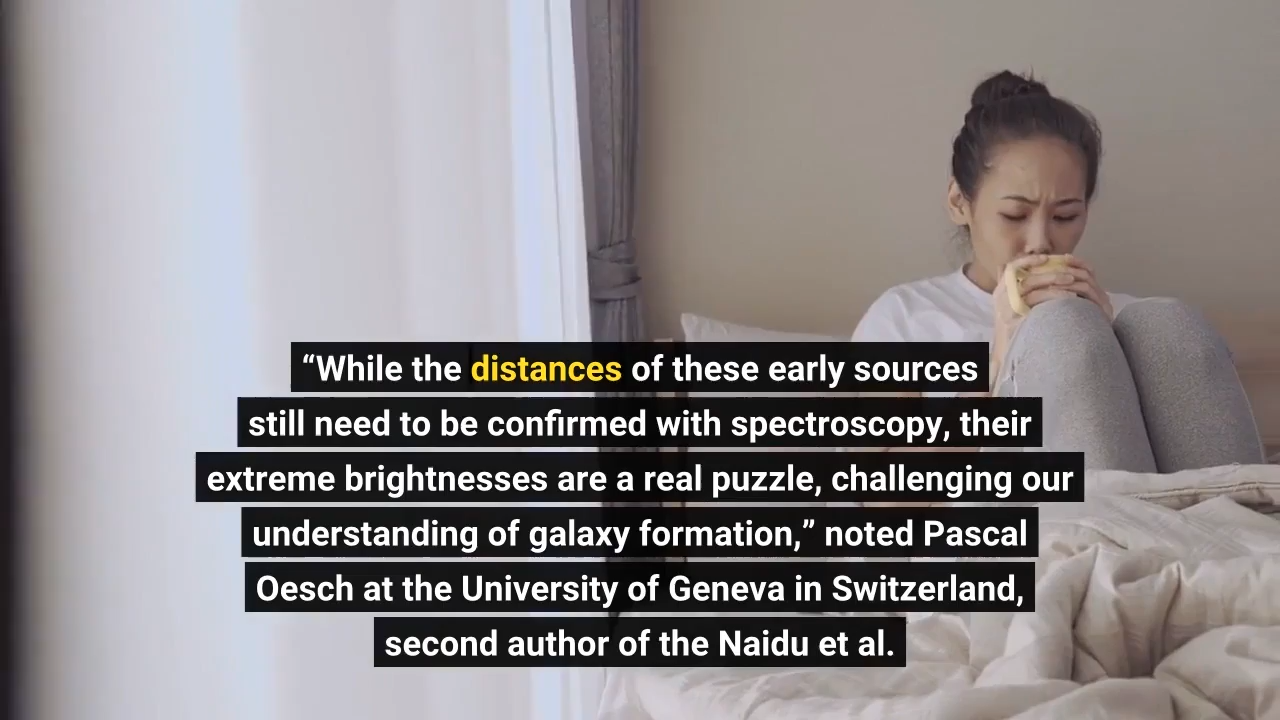 “While the distances of these early sources
still need to be confirmed with spectroscopy, their
extreme brightnesses are a real puzzle, challenging our
understanding of galaxy formation,” noted Pascal
Oesch at the University of Geneva in Switzerland,
second author of the Naidu et al.